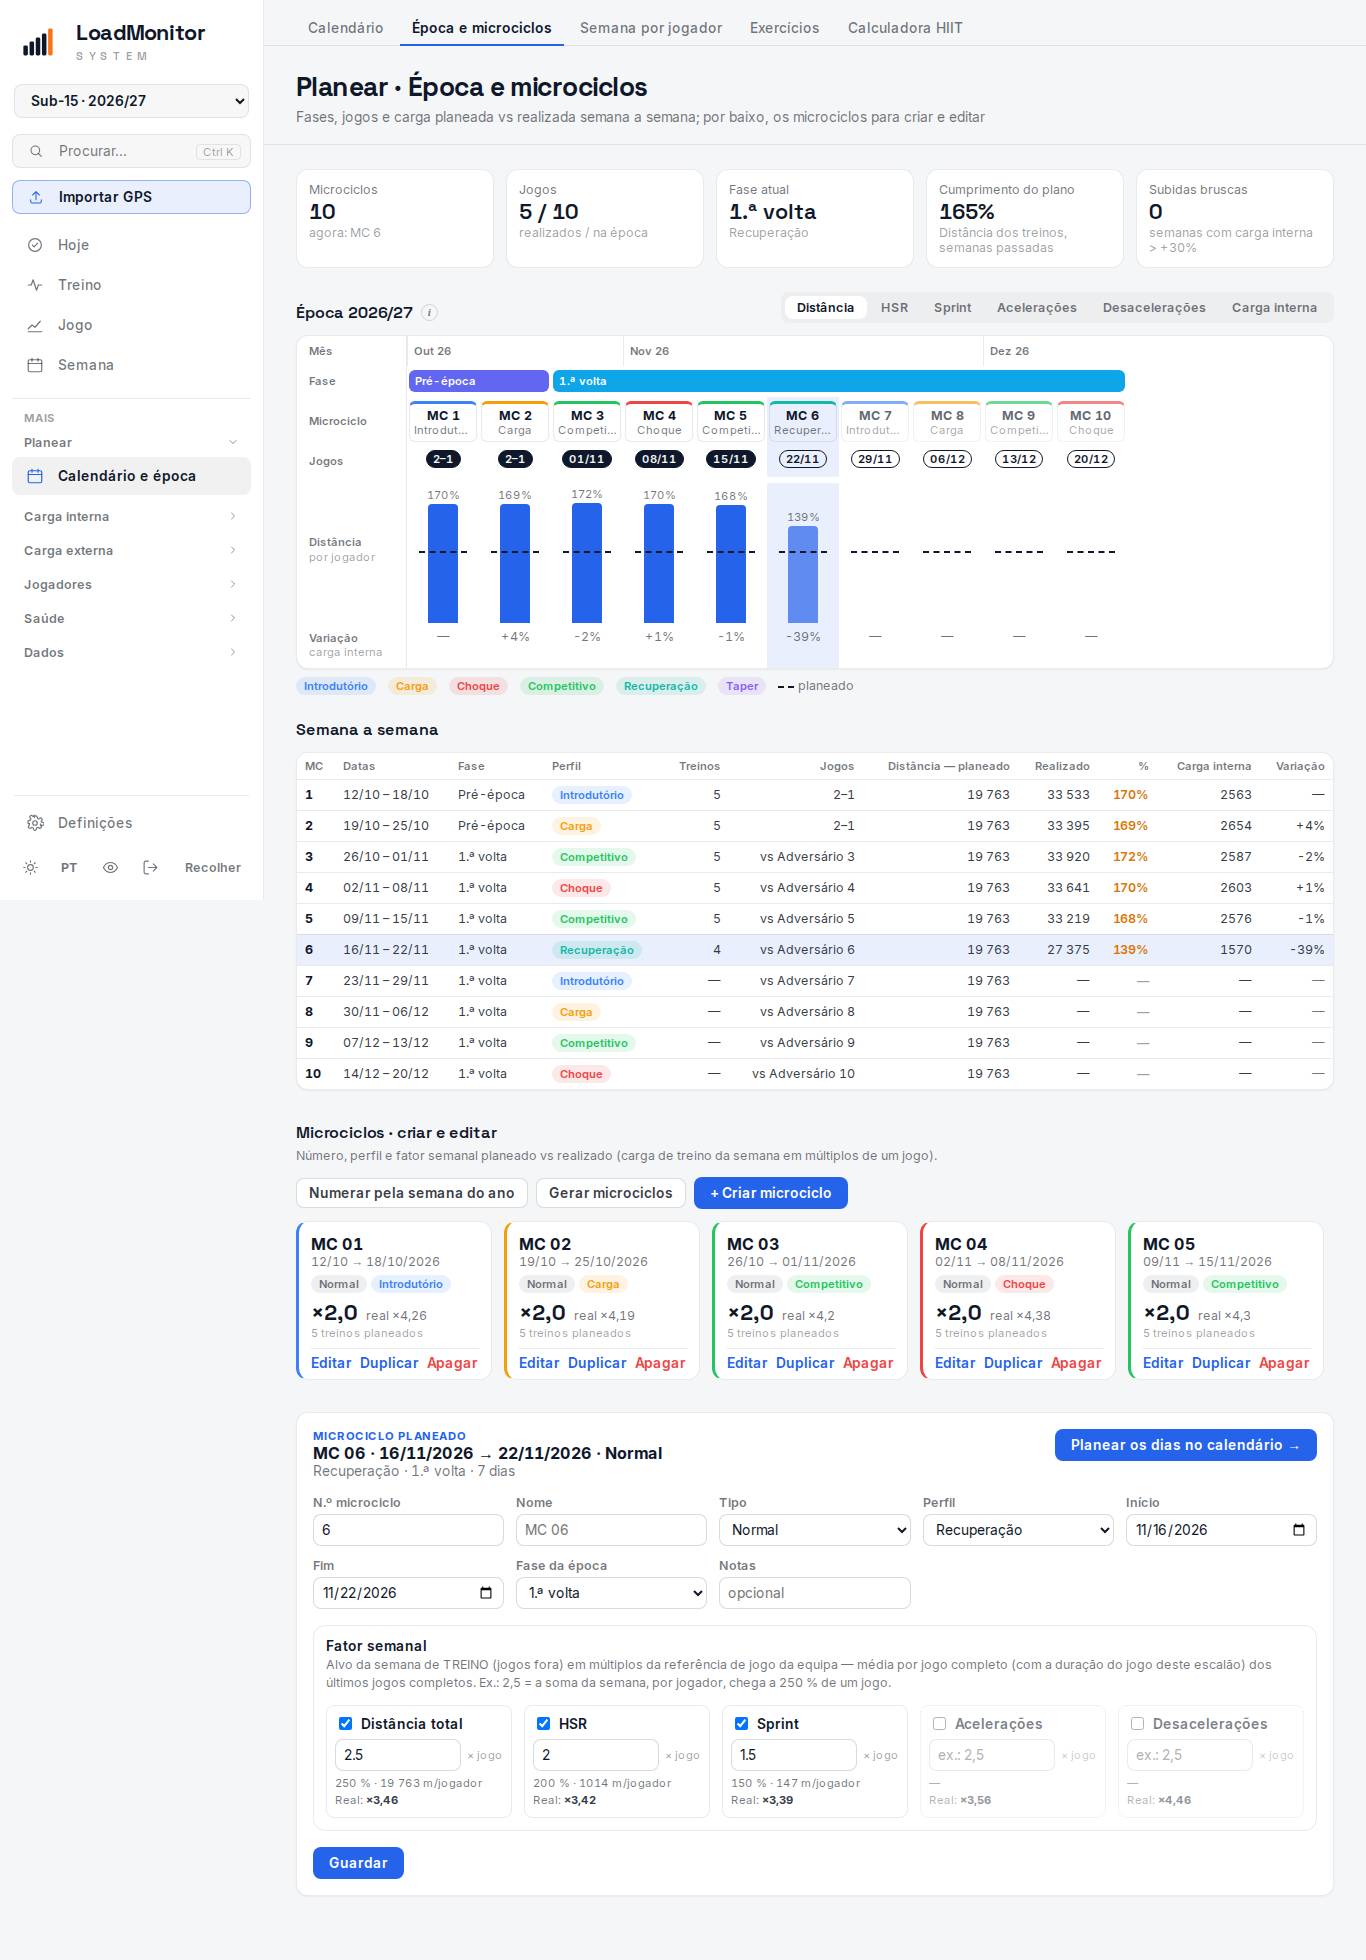 LoadMonitor
SYSTEM
Sub-15 · 2026/27
Procurar... Ctrl K
Importar GPS
Hoje
Treino
Jogo
Semana
MAIS
Planear
Calendário e época
Carga interna
Carga externa
Jogadores
Saúde
Dados
Definições
PT Recolher
Calendário Época e microciclos Semana por jogador Exercícios Calculadora HIIT
Planear · Época e microciclos
Fases, jogos e carga planeada vs realizada semana a semana; por baixo, os microciclos para criar e editar
Microciclos
10
agora: MC 6
Jogos
5 / 10
realizados / na época
Fase atual
1.ª volta
Recuperação
Cumprimento do plano
165%
Distância dos treinos,
semanas passadas
Subidas bruscas
0
semanas com carga interna
> +30%
Época 2026/27 i
Distância HSR Sprint Acelerações Desacelerações Carga interna
Mês Out 26 Nov 26 Dez 26
Fase Pré-época 1.ª volta
Microciclo
MC 1 MC 2 MC 3 MC 4 MC 5 MC 6 MC 7 MC 8 MC 9 MC 10
Introdut... Carga Competi... Choque Competi... Recuper... Introdut... Carga Competi... Choque
Jogos 2–1 2–1 01/11 08/11 15/11 22/11 29/11 06/12 13/12 20/12
170% 169% 172% 170% 168% 139%
Distância
por jogador
Variação — +4% -2% +1% -1% -39% — — — —
carga interna
Introdutório Carga Choque Competitivo Recuperação Taper planeado
Semana a semana
MC Datas Fase Perfil Treinos Jogos Distância — planeado Realizado % Carga interna Variação
1 12/10 – 18/10 Pré-época Introdutório 5 2–1 19 763 33 533 170% 2563 —
2 19/10 – 25/10 Pré-época Carga 5 2–1 19 763 33 395 169% 2654 +4%
3 26/10 – 01/11 1.ª volta Competitivo 5 vs Adversário 3 19 763 33 920 172% 2587 -2%
4 02/11 – 08/11 1.ª volta Choque 5 vs Adversário 4 19 763 33 641 170% 2603 +1%
5 09/11 – 15/11 1.ª volta Competitivo 5 vs Adversário 5 19 763 33 219 168% 2576 -1%
6 16/11 – 22/11 1.ª volta Recuperação 4 vs Adversário 6 19 763 27 375 139% 1570 -39%
7 23/11 – 29/11 1.ª volta Introdutório — vs Adversário 7 19 763 — — — —
8 30/11 – 06/12 1.ª volta Carga — vs Adversário 8 19 763 — — — —
9 07/12 – 13/12 1.ª volta Competitivo — vs Adversário 9 19 763 — — — —
10 14/12 – 20/12 1.ª volta Choque — vs Adversário 10 19 763 — — — —
Microciclos · criar e editar
Número, perfil e fator semanal planeado vs realizado (carga de treino da semana em múltiplos de um jogo).
Numerar pela semana do ano Gerar microciclos + Criar microciclo
MC 01
12/10 → 18/10/2026
Normal Introdutório
×2,0 real ×4,26
5 treinos planeados
Editar Duplicar Apagar
MC 02
19/10 → 25/10/2026
Normal Carga
×2,0 real ×4,19
5 treinos planeados
Editar Duplicar Apagar
MC 03
26/10 → 01/11/2026
Normal Competitivo
×2,0 real ×4,2
5 treinos planeados
Editar Duplicar Apagar
MC 04
02/11 → 08/11/2026
Normal Choque
×2,0 real ×4,38
5 treinos planeados
Editar Duplicar Apagar
MC 05
09/11 → 15/11/2026
Normal Competitivo
×2,0 real ×4,3
5 treinos planeados
Editar Duplicar Apagar
MICROCICLO PLANEADO
MC 06 · 16/11/2026 → 22/11/2026 · Normal
Recuperação · 1.ª volta · 7 dias
Planear os dias no calendário →
N.º microciclo Nome Tipo Perfil Início
6 MC 06 Normal Recuperação 11/16/2026
Fim Fase da época Notas
11/22/2026 1.ª volta opcional
Fator semanal
Alvo da semana de TREINO (jogos fora) em múltiplos da referência de jogo da equipa — média por jogo completo (com a duração do jogo deste escalão) dos
últimos jogos completos. Ex.: 2,5 = a soma da semana, por jogador, chega a 250 % de um jogo.
Distância total
2.5 × jogo
250 % · 19 763 m/jogador
Real: ×3,46
HSR
2 × jogo
200 % · 1014 m/jogador
Real: ×3,42
Sprint
1.5 × jogo
150 % · 147 m/jogador
Real: ×3,39
Acelerações
ex.: 2,5 × jogo
—
Real: ×3,56
Desacelerações
ex.: 2,5 × jogo
—
Real: ×4,46
Guardar